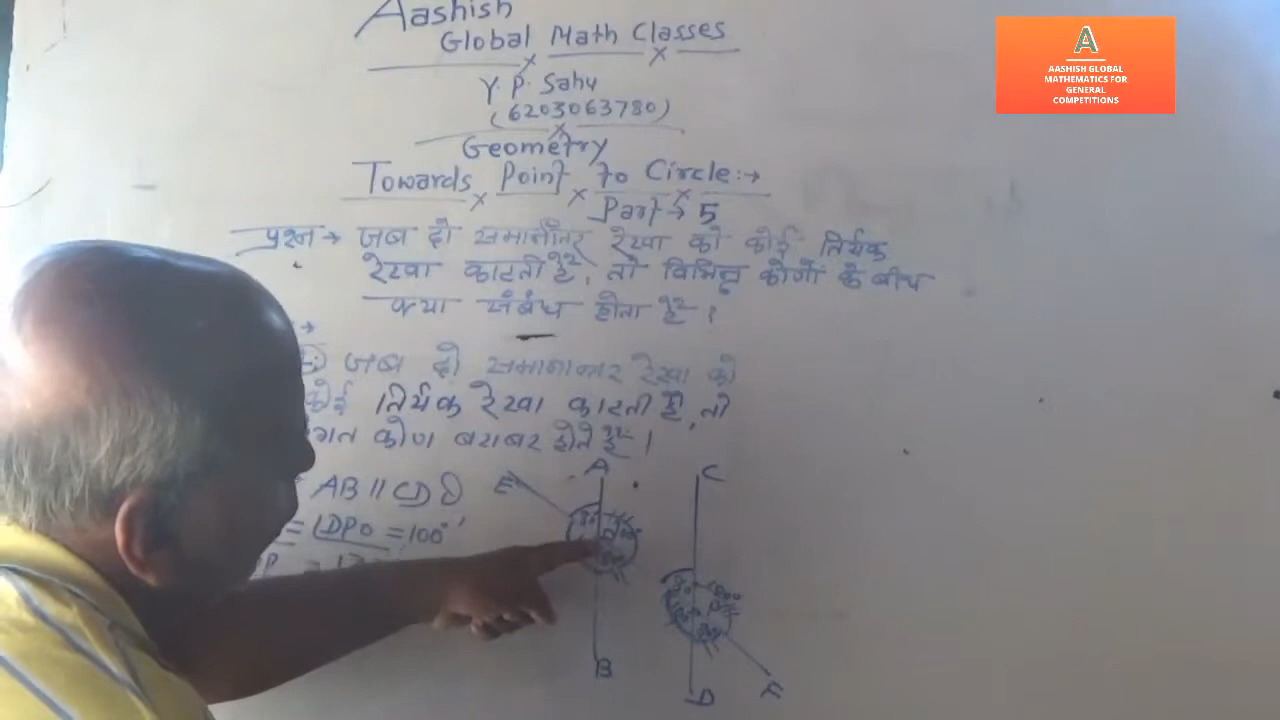 Aashish
Global Math Classes
Y. P. Sahu
(6203063780)
Geometry
Towards Point to Circle:→
Part → 5
प्रश्न → जब दो समानांतर रेखा को कोई तिर्यक
रेखा काटती है, तो विभिन्न कोणों के बीच
क्या संबंध होता है ।
जब दो समानान्तर रेखा को
कोई तिर्यक रेखा काटती हो, तो
गत कोण बराबर होते है ।
AB || CD
= ∠DPO = 100°
A
C
E
B
D
F
A
AASHISH GLOBAL
MATHEMATICS FOR
GENERAL
COMPETITIONS